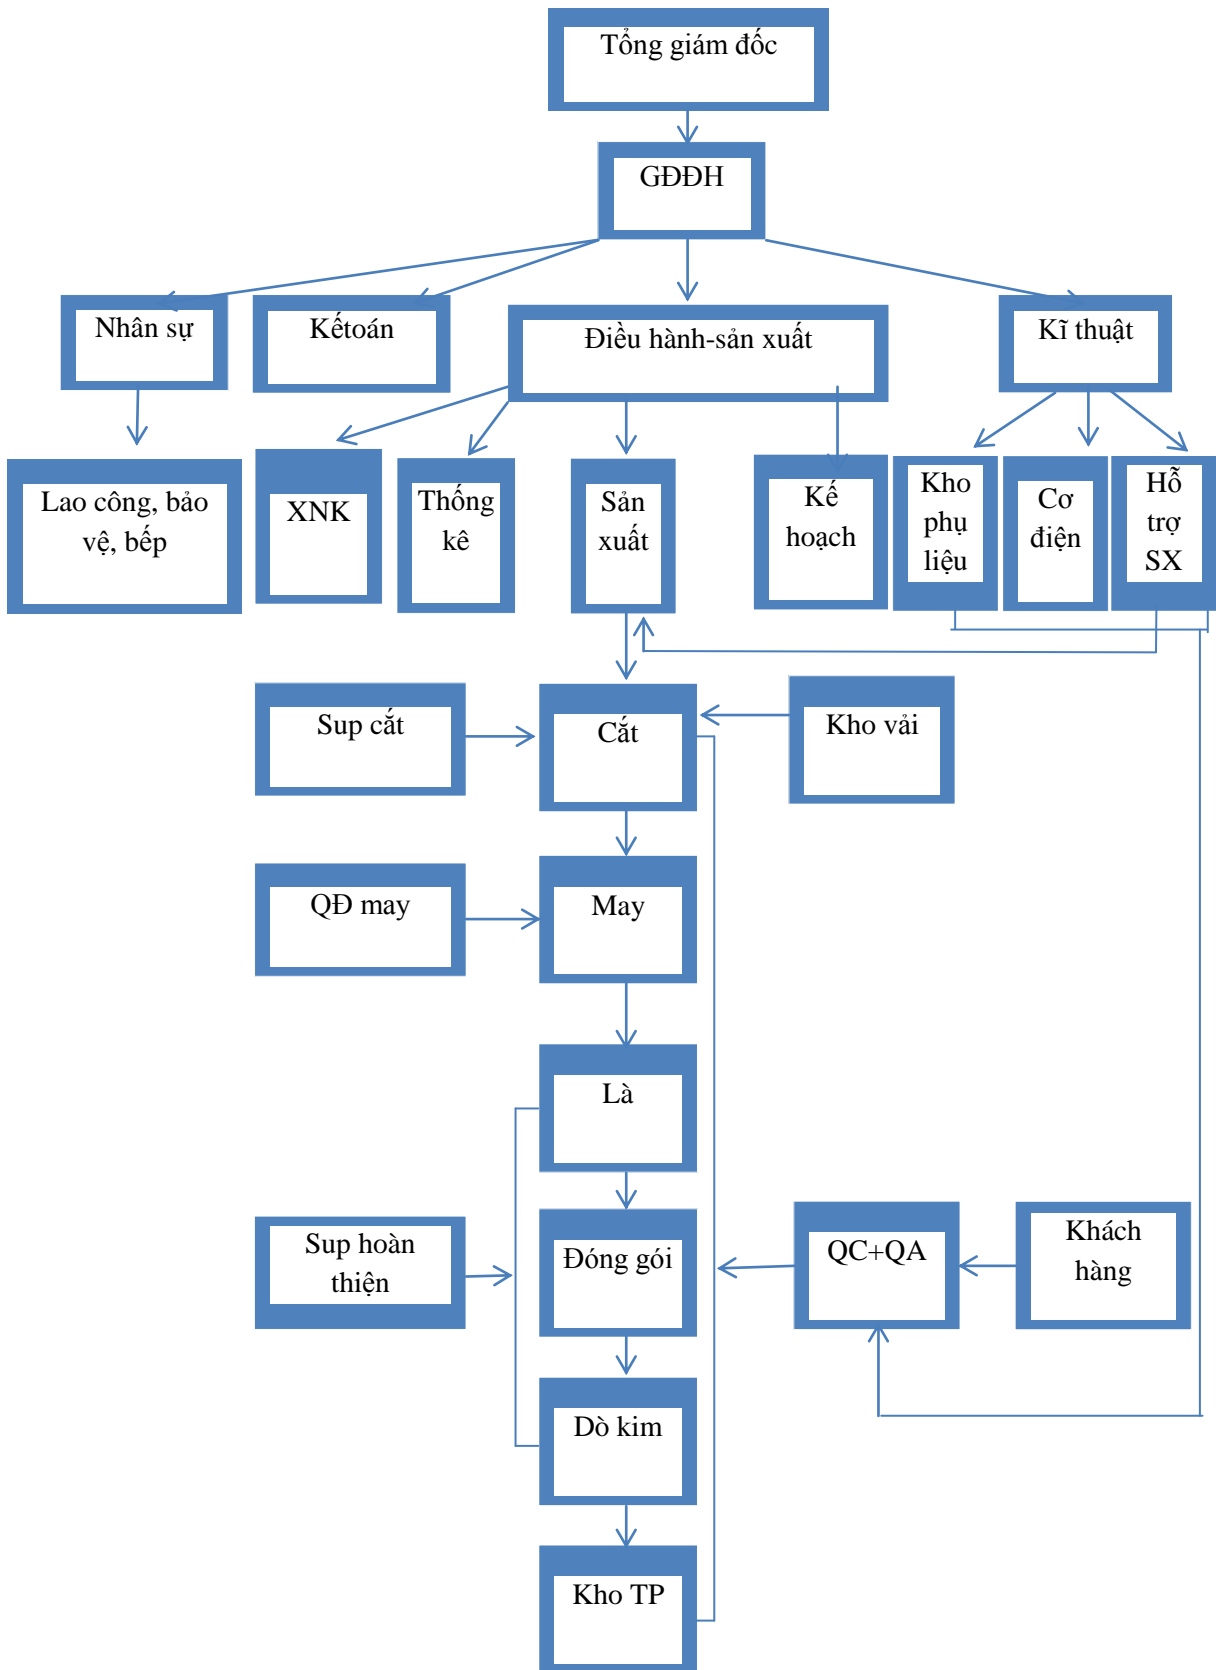 Tổng giám đốc
GĐĐH
Nhân sự
Kếtoán
Điều hành-sản xuất
Kĩ thuật
Lao công, bảo
vệ, bếp
XNK
Thống
kê
Sản
xuất
Kế
hoạch
Kho
phụ
liệu
Cơ
điện
Hỗ
trợ
SX
Sup cắt
Cắt
Kho vải
QĐ may
May
Là
Sup hoàn
thiện
Đóng gói
QC+QA
Khách
hàng
Dò kim
Kho TP